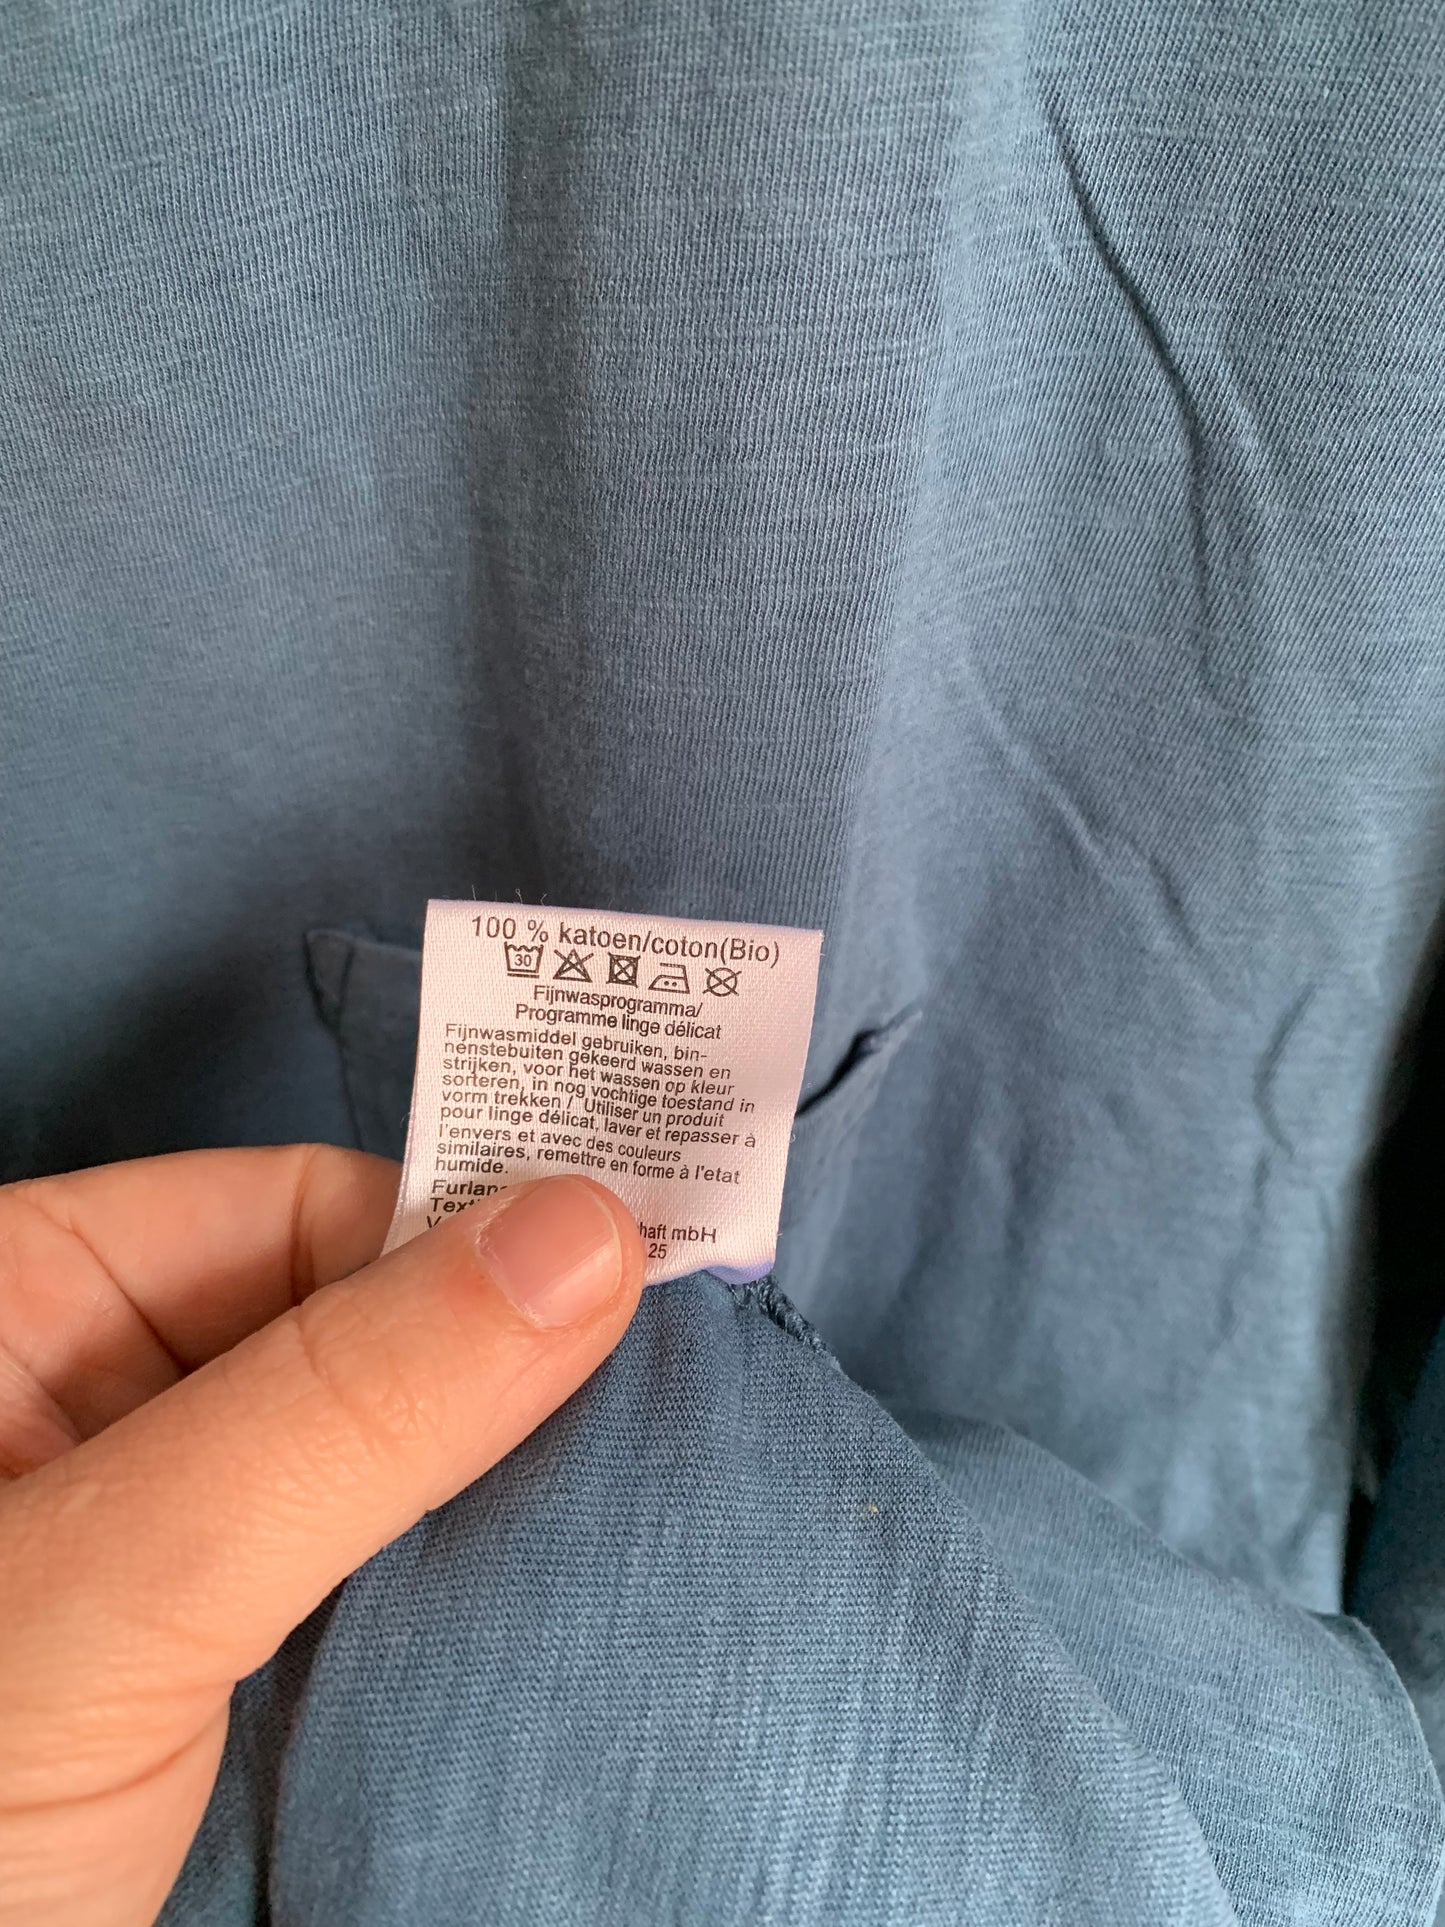 100 % katoen/coton(Bio)
30
Fijnwasprogramma/
Programme linge délicat
Fijnwasmiddel gebruiken, bin-
nenstebuiten gekeerd wassen en
strijken, voor het wassen op kleur
sorteren, in nog vochtige toestand in
vorm trekken / Utiliser un produit
pour linge délicat, laver et repasser à
l'envers et avec des couleurs
similaires, remettre en forme à l'etat
humide.
haft mbH
25